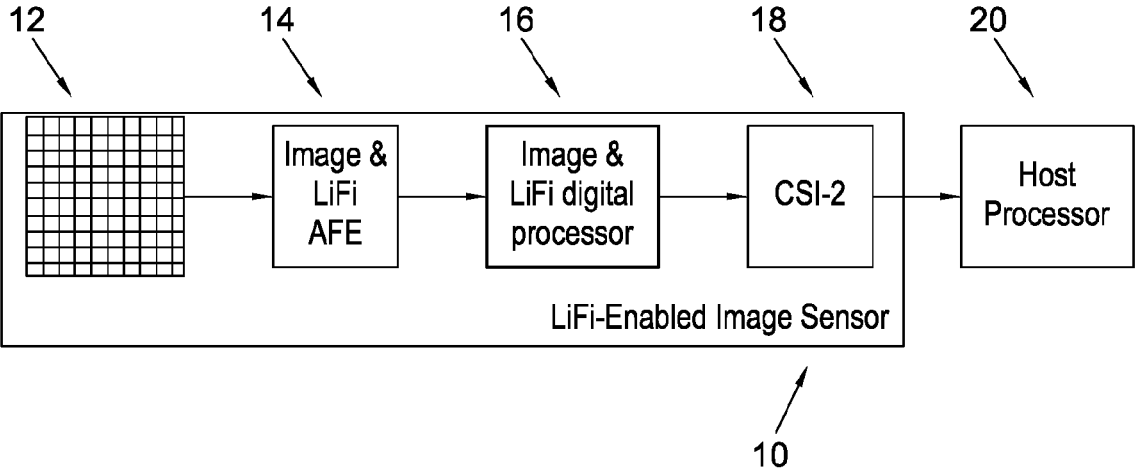 12
14
16
18
20
Image &
LiFi
AFE
Image &
LiFi digital
processor
CSI-2
Host
Processor
LiFi-Enabled Image Sensor
10